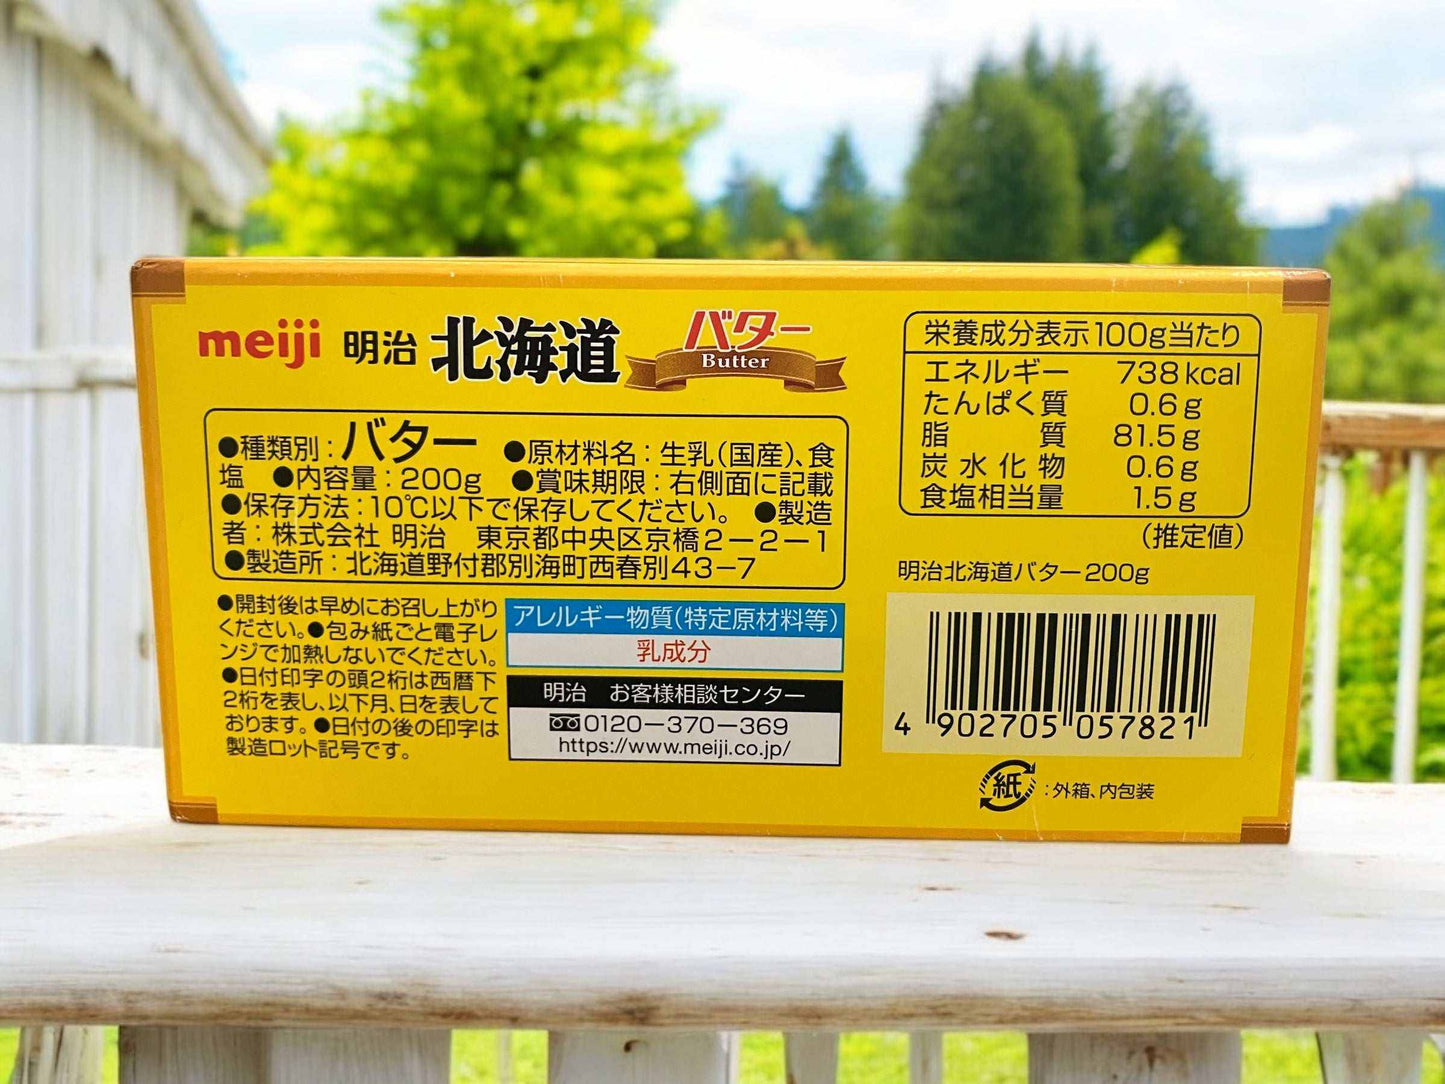 meiji 明治 北海道 バター
Butter
●種類別：バター ●原材料名：生乳(国産)、食
塩 ●内容量：200g ●賞味期限：右側面に記載
●保存方法：10℃以下で保存してください。 ●製造
者：株式会社 明治 東京都中央区京橋2－2－1
●製造所：北海道野付郡別海町西春別43－7
●開封後は早めにお召し上がり
ください。●包み紙ごと電子レ
ンジで加熱しないでください。
●日付印字の頭2桁は西暦下
2桁を表し、以下月、日を表して
おります。●日付の後の印字は
製造ロット記号です。
アレルギー物質(特定原材料等)
乳成分
明治 お客様相談センター
0120－370－369
https://www.meiji.co.jp/
栄養成分表示100g当たり
エネルギー 738kcal
たんぱく質 0.6g
脂質 81.5g
炭水化物 0.6g
食塩相当量 1.5g
(推定値)
明治北海道バター200g
4 902705 057821
紙：外箱、内包装